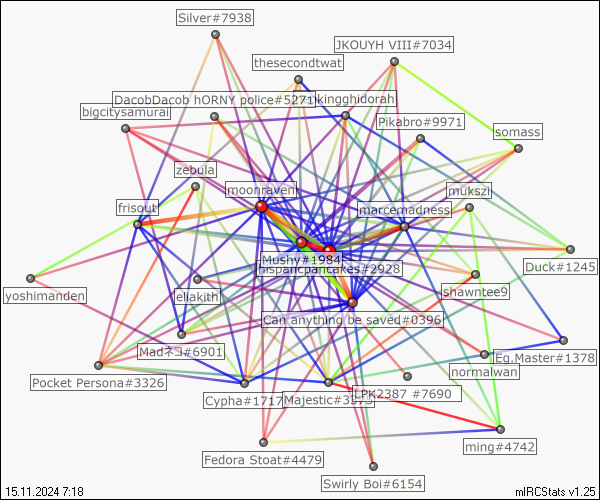 Silver#7938
JKOUYH VIII#7034
thesecondtwat
DacobDacob hORNY police#5271
kingghidorah
bigcitysamurai
Pikabro#9971
somass
zebula
moonraven
mukszi
frisout
marcemadness
Mushy#1984
hispanicpancakes#2928
Duck#1245
yoshimanden
eliakith
shawntee9
Can anything be saved#0396
Madネコ#6901
Eg.Master#1378
normalwan
Pocket Persona#3326
Cypha#1717
Majestic#3373
LPK2387 #7690
ming#4742
Fedora Stoat#4479
Swirly Boi#6154
15.11.2024 7:18
mIRCStats v1.25